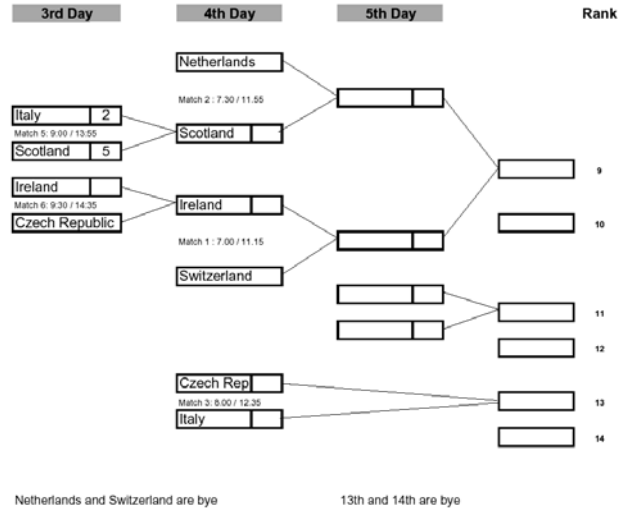 3rd Day 4th Day 5th Day Rank
Netherlands
Match 2 : 7.30 / 11.55
Italy 2
Match 5: 9:00 / 13:55
Scotland 5
Scotland
9
Ireland
Match 6: 9:30 / 14:35
Czech Republic
Ireland
10
Match 1 : 7.00 / 11.15
Switzerland
11
12
Czech Rep
Match 3: 8.00 / 12.35
Italy
13
14
Netherlands and Switzerland are bye 13th and 14th are bye